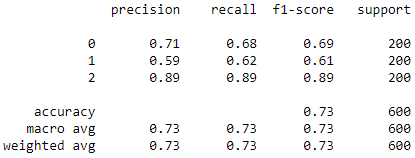 precision recall f1-score support
0 0.71 0.68 0.69 200
1 0.59 0.62 0.61 200
2 0.89 0.89 0.89 200
accuracy 0.73 600
macro avg 0.73 0.73 0.73 600
weighted avg 0.73 0.73 0.73 600